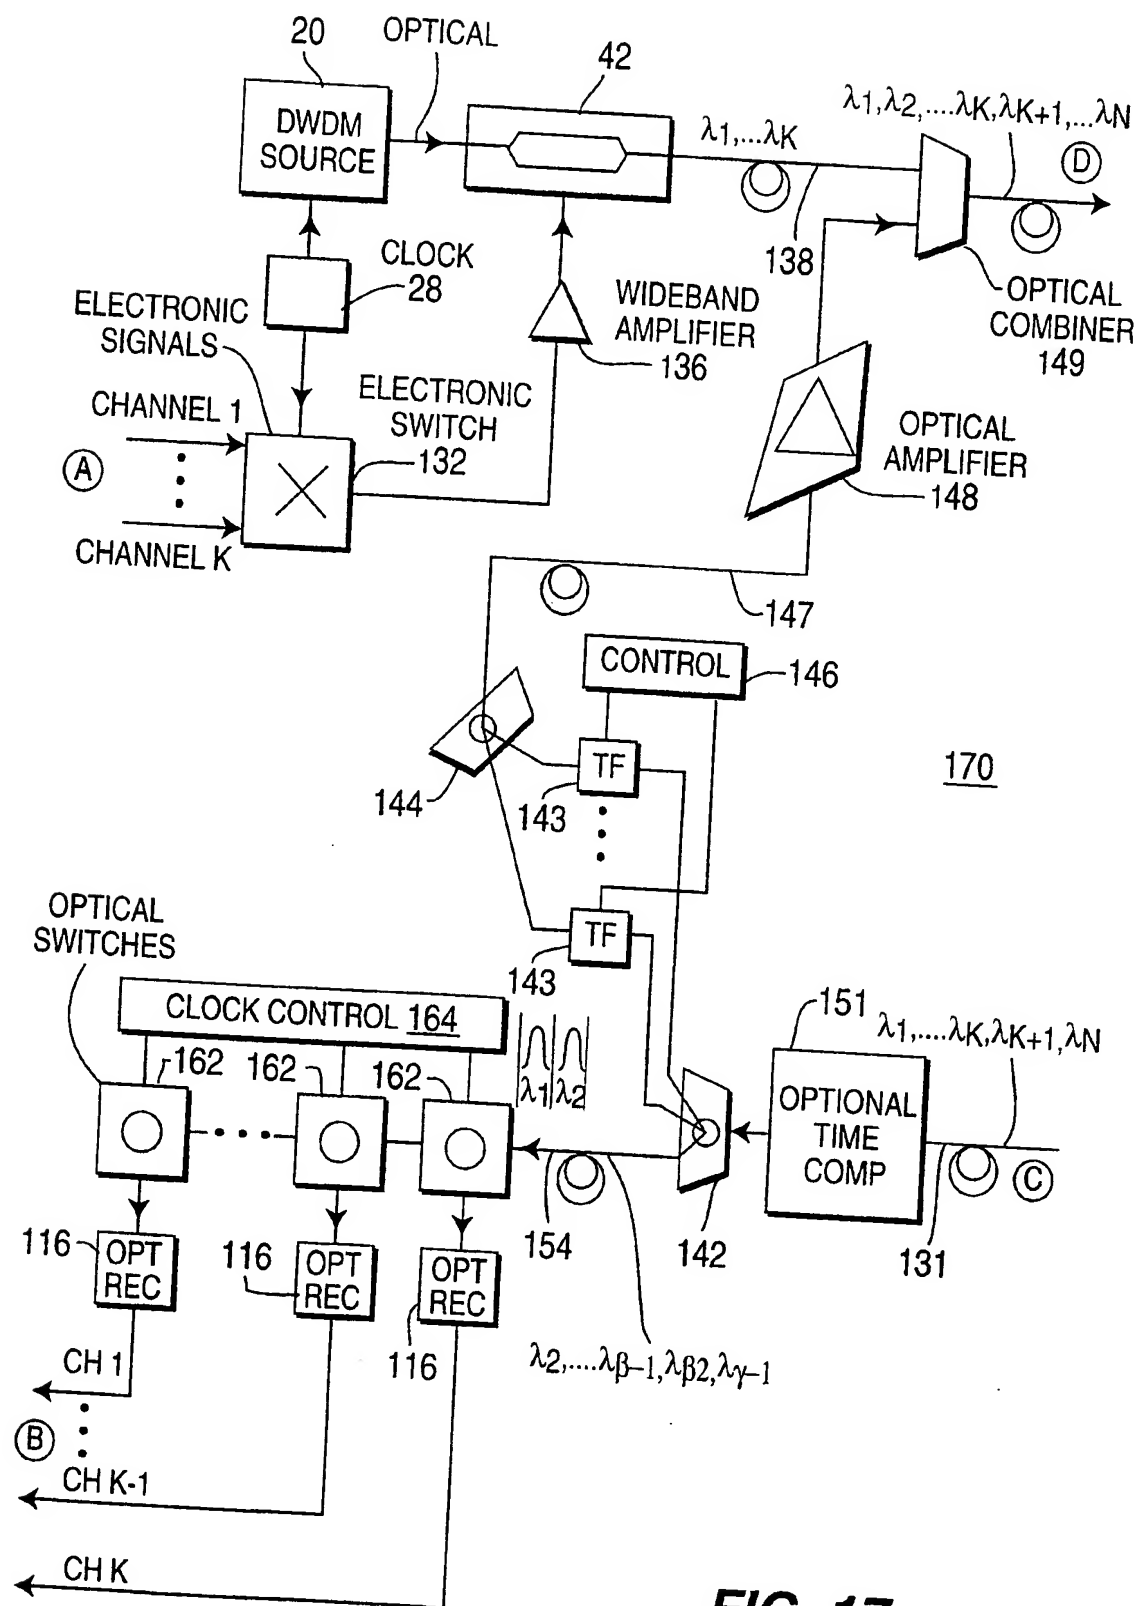 20
OPTICAL
42
DWDM
SOURCE
λ1,...λK
λ1,λ2,....λK,λK+1,...λN
D
CLOCK
28
138
OPTICAL
COMBINER
149
ELECTRONIC
SIGNALS
WIDEBAND
AMPLIFIER
136
CHANNEL 1
ELECTRONIC
SWITCH
132
A
CHANNEL K
OPTICAL
AMPLIFIER
148
147
CONTROL
146
TF
143
144
170
TF
143
OPTICAL
SWITCHES
CLOCK CONTROL 164
162
162
162
λ1
λ2
151
λ1,....λK,λK+1,λN
OPTIONAL
TIME
COMP
C
154
142
131
116
OPT
REC
116
OPT
REC
OPT
REC
116
λ2,....λβ-1,λβ2,λγ-1
CH 1
B
CH K-1
CH K
FIG. 17